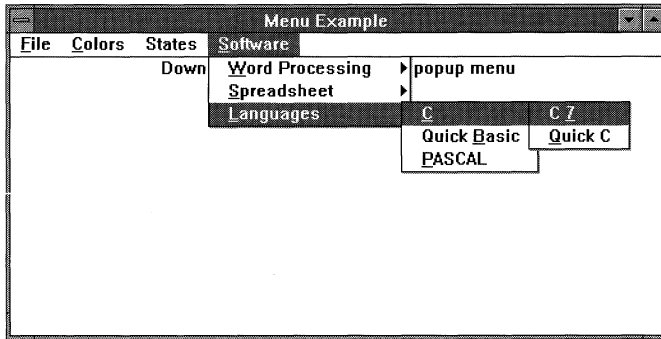 Menu Example
File Colors States Software
Down Word Processing popup menu
Spreadsheet
Languages C C 7
Quick Basic Quick C
PASCAL